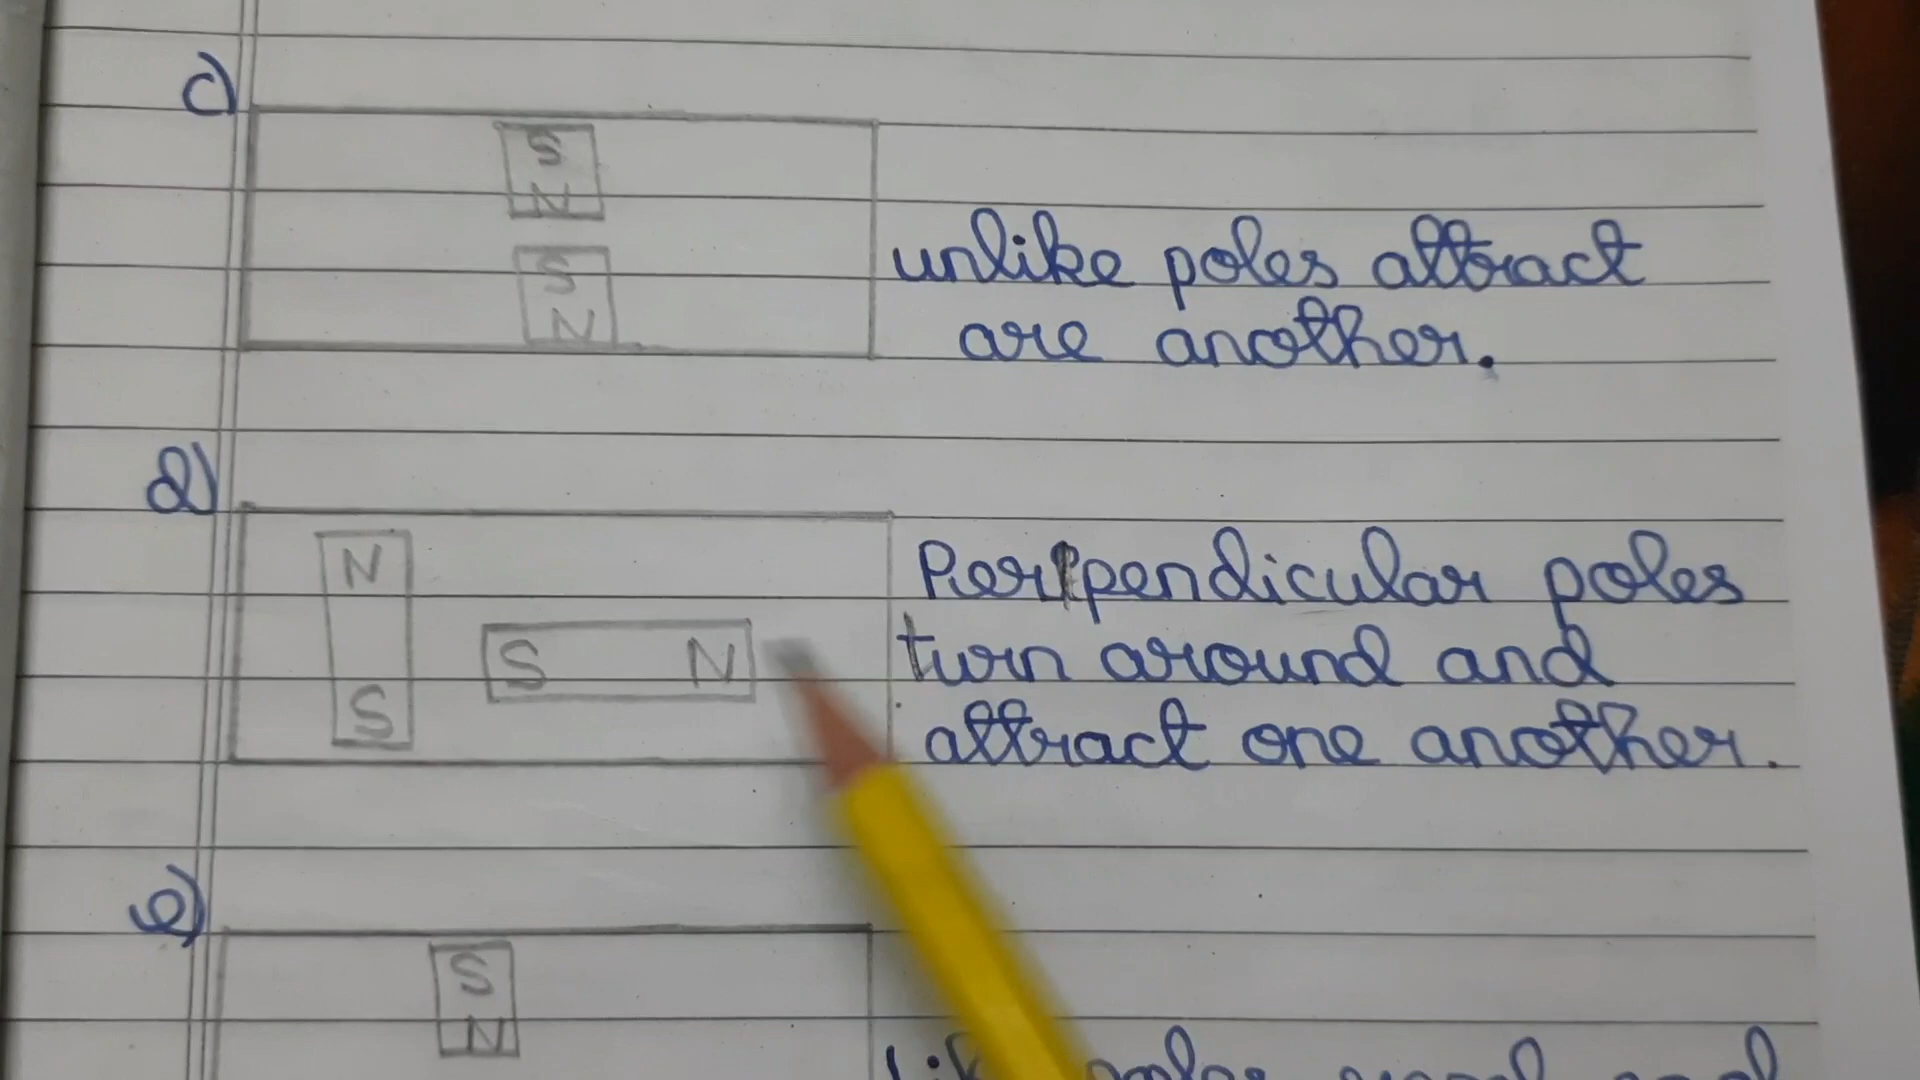 c)
S
N
S
N
unlike poles attract
are another.
d)
N
S
S N
Perpendicular poles
turn around and
attract one another.
e)
S
N